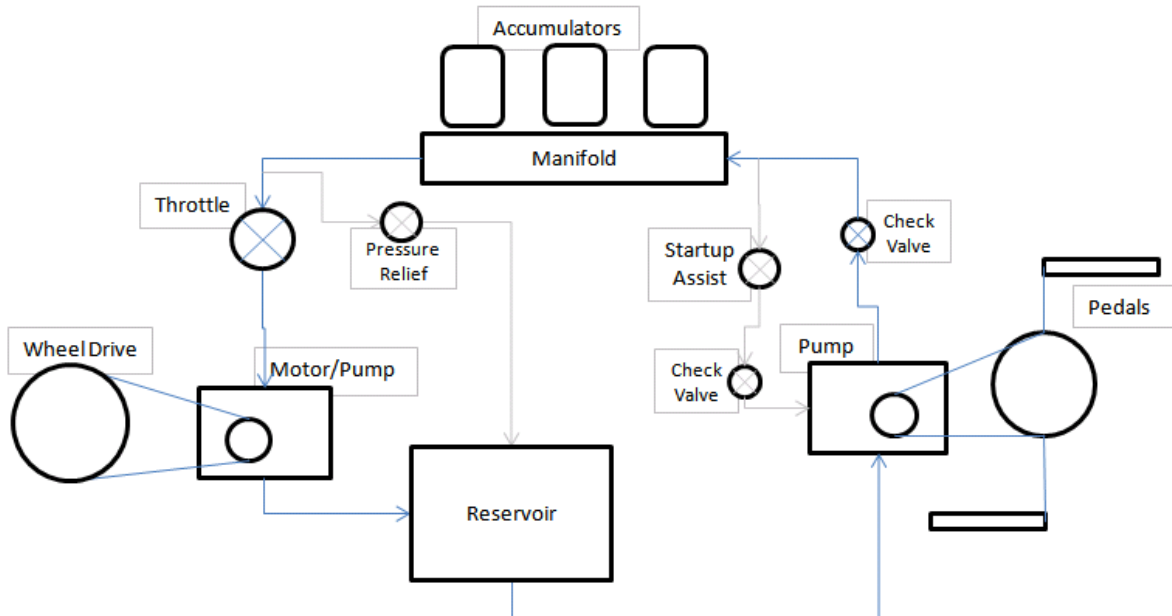 Accumulators
Manifold
Throttle
Pressure
Relief
Startup
Assist
Check
Valve
Pedals
Wheel Drive
Motor/Pump
Pump
Check
Valve
Reservoir